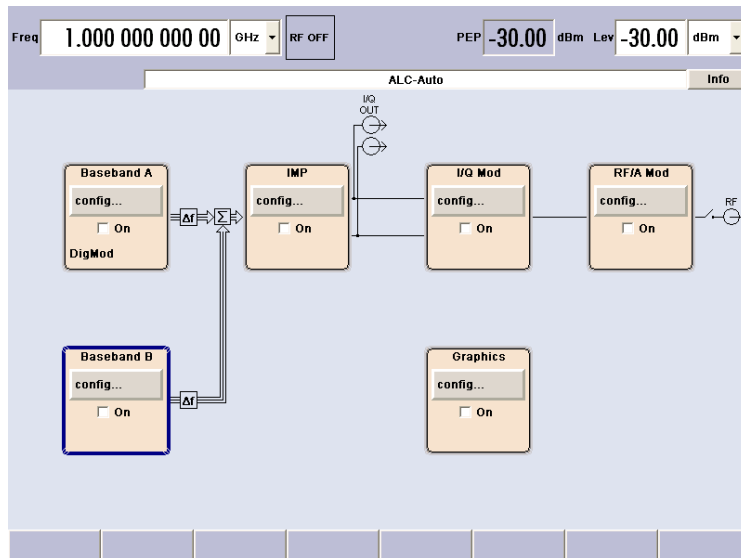 Freq 1.000 000 000 00 GHz RF OFF PEP -30.00 dBm Lev -30.00 dBm
ALC-Auto Info
I/Q
OUT
Baseband A
config...
On
DigMod
Δf
Σ
IMP
config...
On
I/Q Mod
config...
On
RF/A Mod
config...
On
RF
Baseband B
config...
On
Δf
Graphics
config...
On